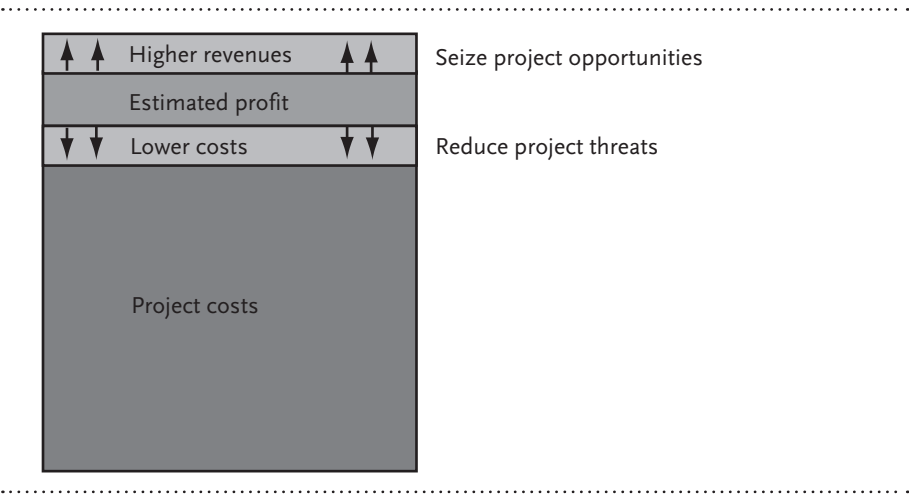 Higher revenues
Seize project opportunities
Estimated profit
Lower costs
Reduce project threats
Project costs